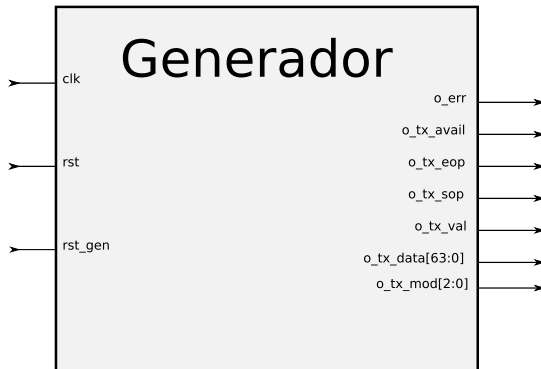 Generador
clk
o_err
o_tx_avail
rst
o_tx_eop
o_tx_sop
o_tx_val
rst_gen
o_tx_data[63:0]
o_tx_mod[2:0]